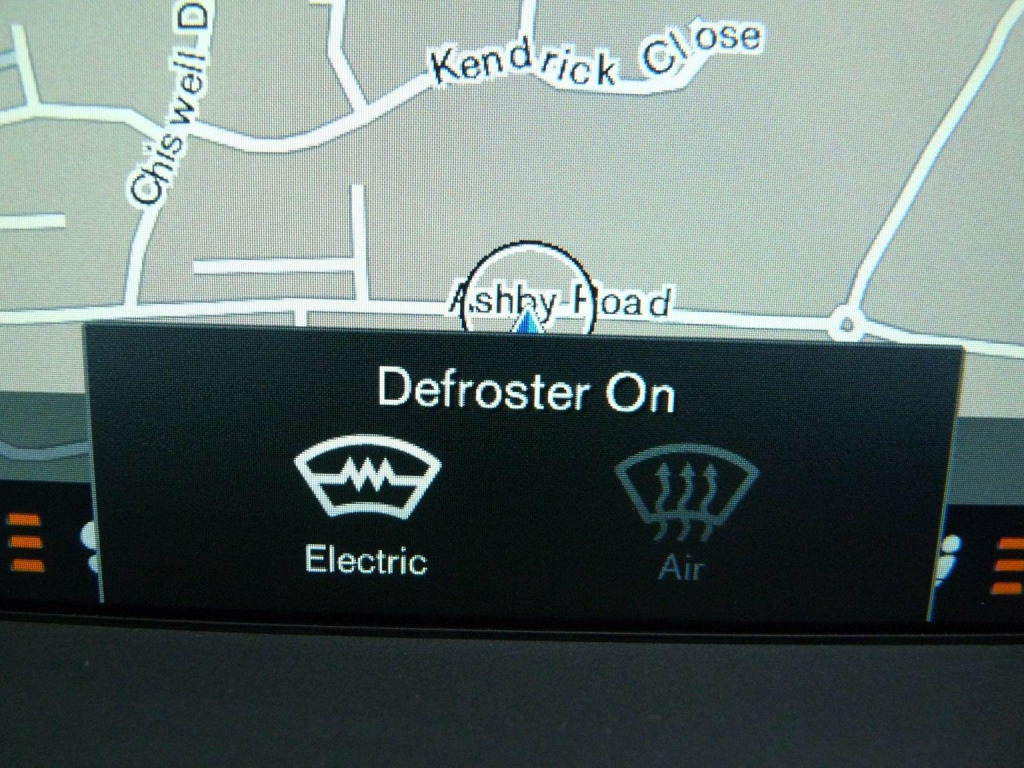 Kendrick Close
Chiswell D
Ashby Road
Defroster On
Electric
Air